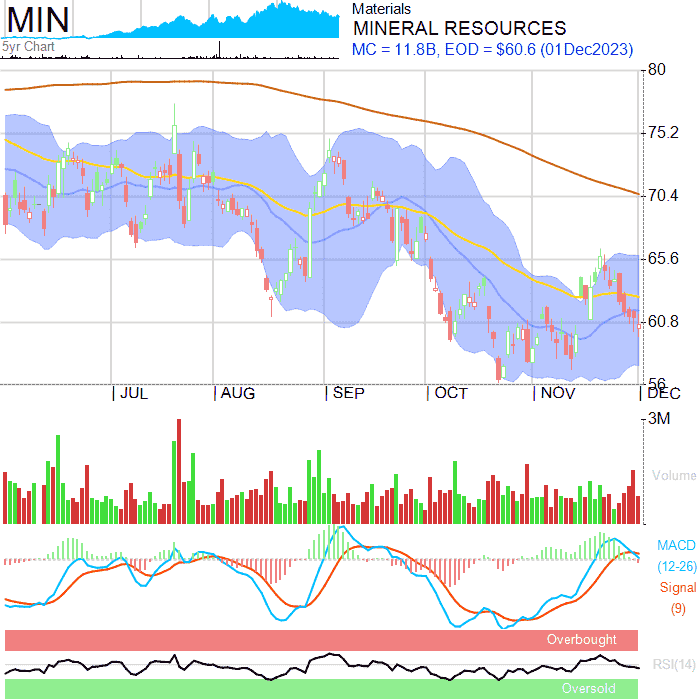 MIN
5yr Chart
Materials
MINERAL RESOURCES
MC = 11.8B, EOD = $60.6 (01Dec2023)
80
75.2
70.4
65.6
60.8
56
JUL AUG SEP OCT NOV DEC
3M
Volume
MACD
(12-26)
Signal
(9)
Overbought
RSI(14)
Oversold